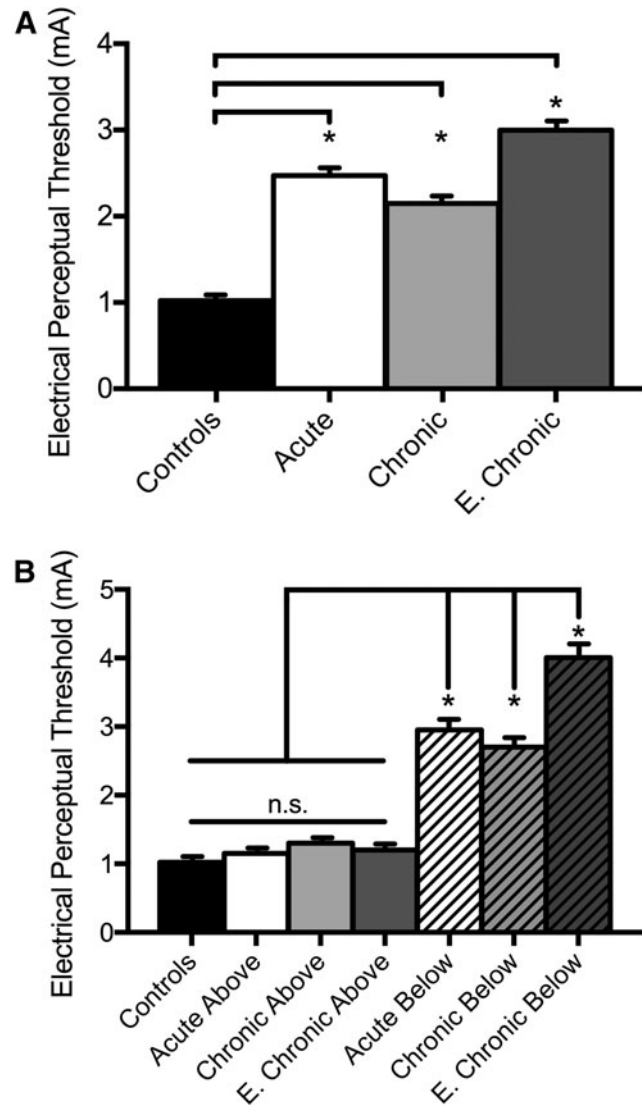 A
Electrical Perceptual Threshold (mA)
4
3
2
1
0
*
*
*
Controls
Acute
Chronic
E. Chronic
B
Electrical Perceptual Threshold (mA)
5
4
3
2
1
0
n.s.
*
*
*
Controls
Acute Above
Chronic Above
E. Chronic Above
Acute Below
Chronic Below
E. Chronic Below